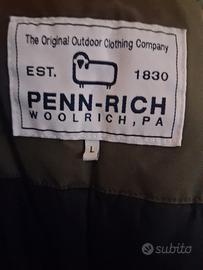 The Original Outdoor Clothing Company
EST. 1830
PENN-RICH
WOOLRICH, PA
L
subito